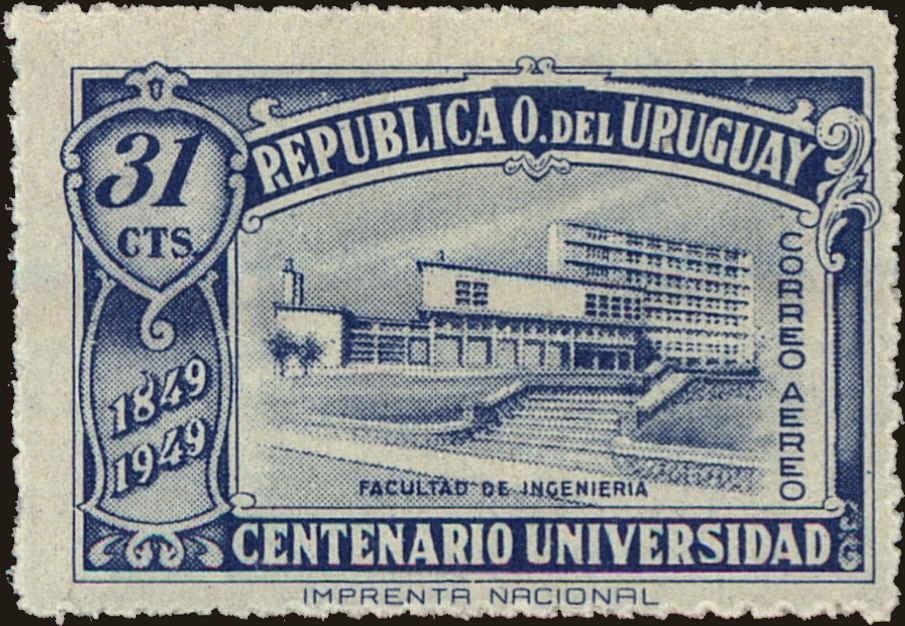 REPUBLICA O. DEL URUGUAY
31
CTS.
CORREO AEREO
1849
1949
FACULTAD DE INGENIERIA
CENTENARIO UNIVERSIDAD
IMPRENTA NACIONAL